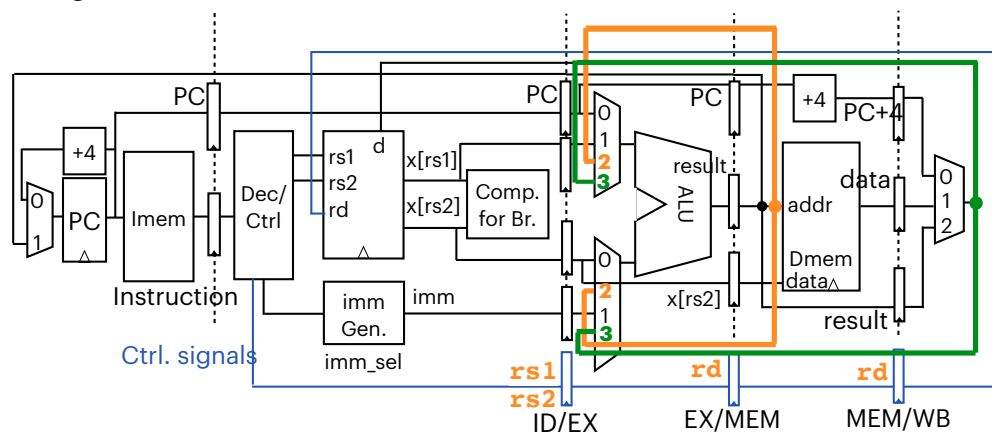 PC
PC
PC
+4
PC+4
+4
0
1
PC
Imem
Instruction
Dec/
Ctrl
rs1
rs2
rd
d
x[rs1]
x[rs2]
Comp.
for Br.
imm
Gen.
imm
imm_sel
0
1
2
3
0
2
1
3
ALU
result
x[rs2]
addr
Dmem
data
data
result
0
1
2
Ctrl. signals
rs1
rs2
rd
rd
ID/EX
EX/MEM
MEM/WB